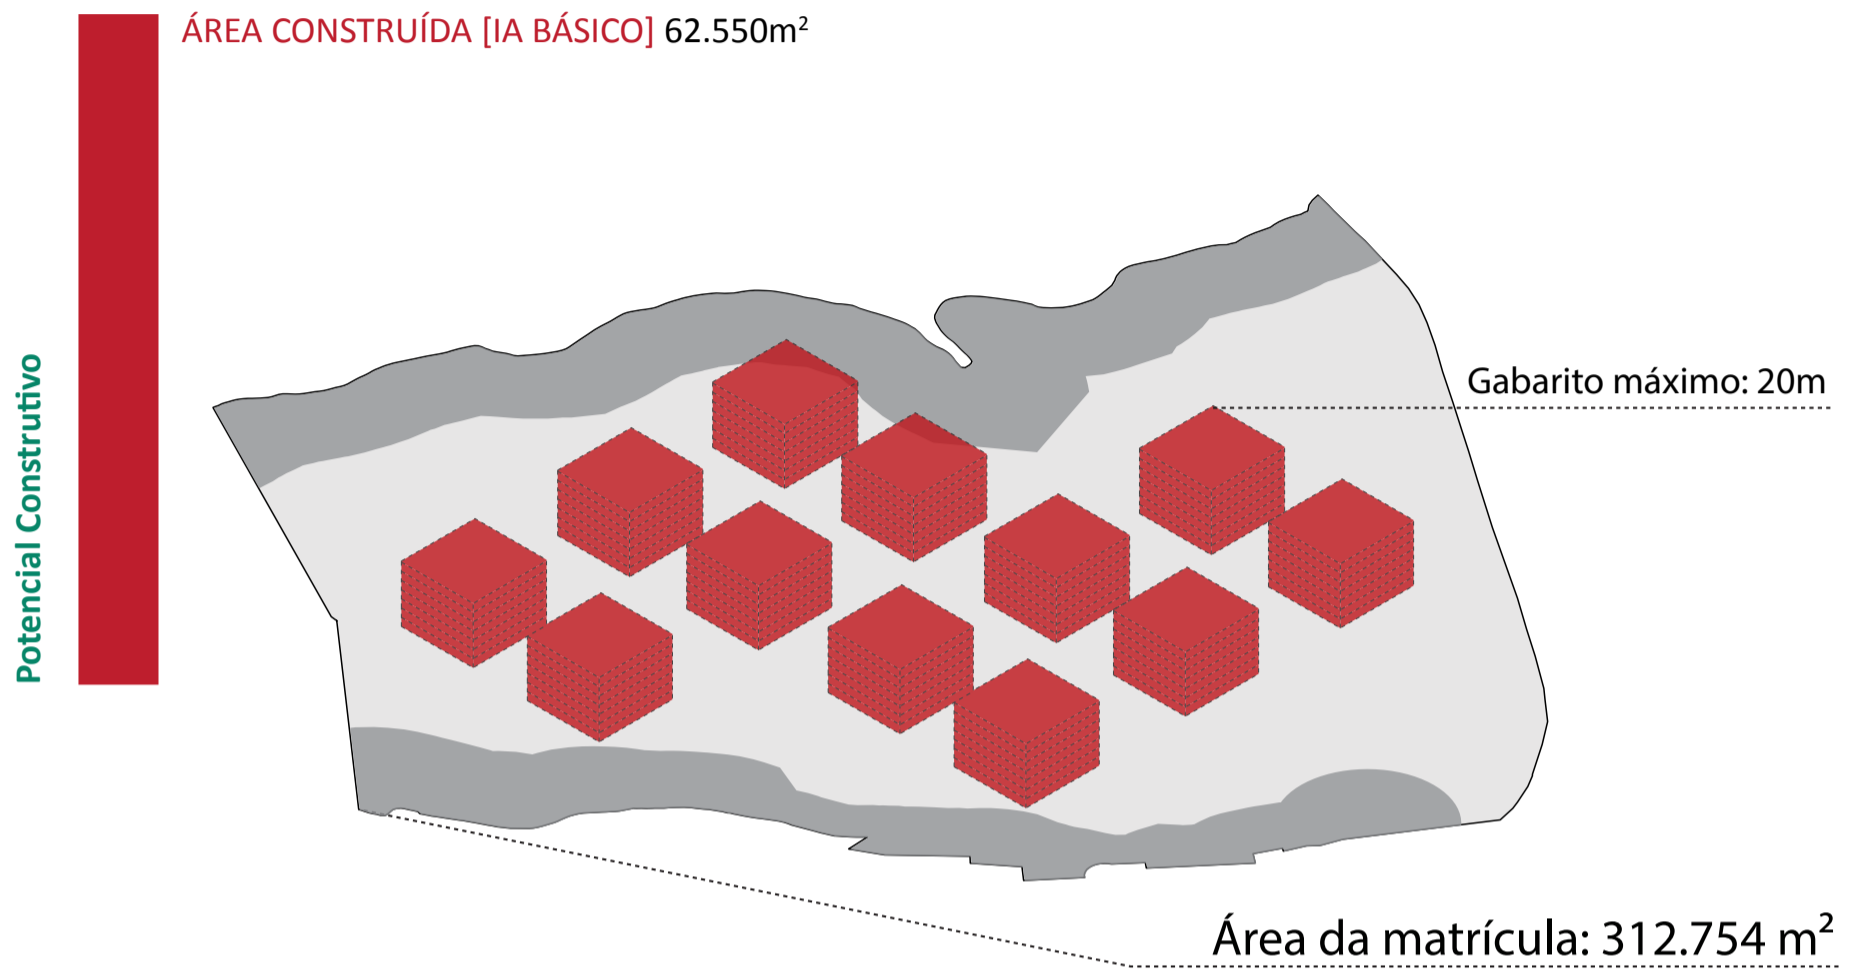 ÁREA CONSTRUÍDA [IA BÁSICO] 62.550m²
Potencial Construtivo
Gabarito máximo: 20m
Área da matrícula: 312.754 m²